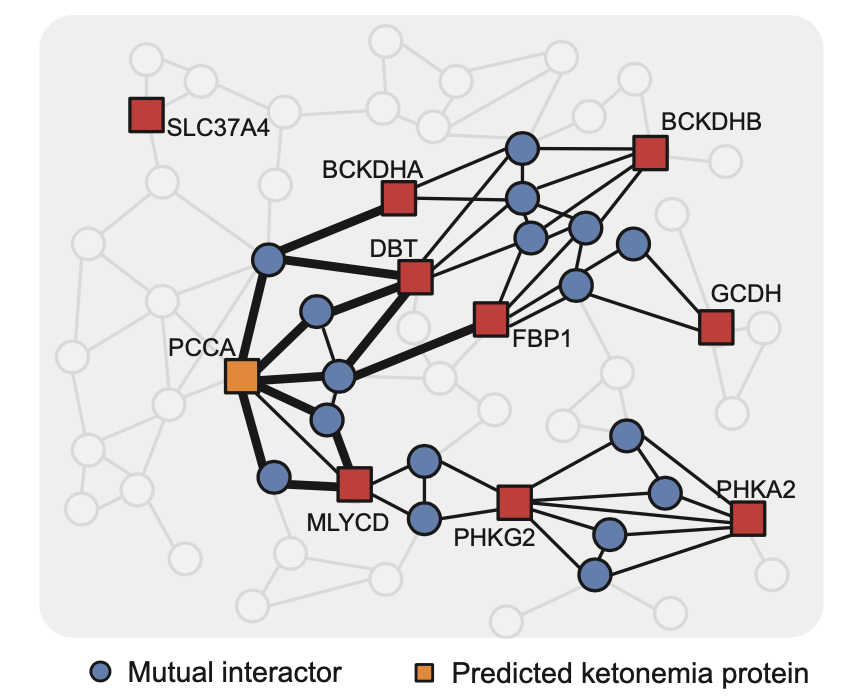 BCKDHB
SLC37A4
BCKDHA
DBT
GCDH
FBP1
PCCA
PHKA2
MLYCD
PHKG2
Mutual interactor
Predicted ketonemia protein